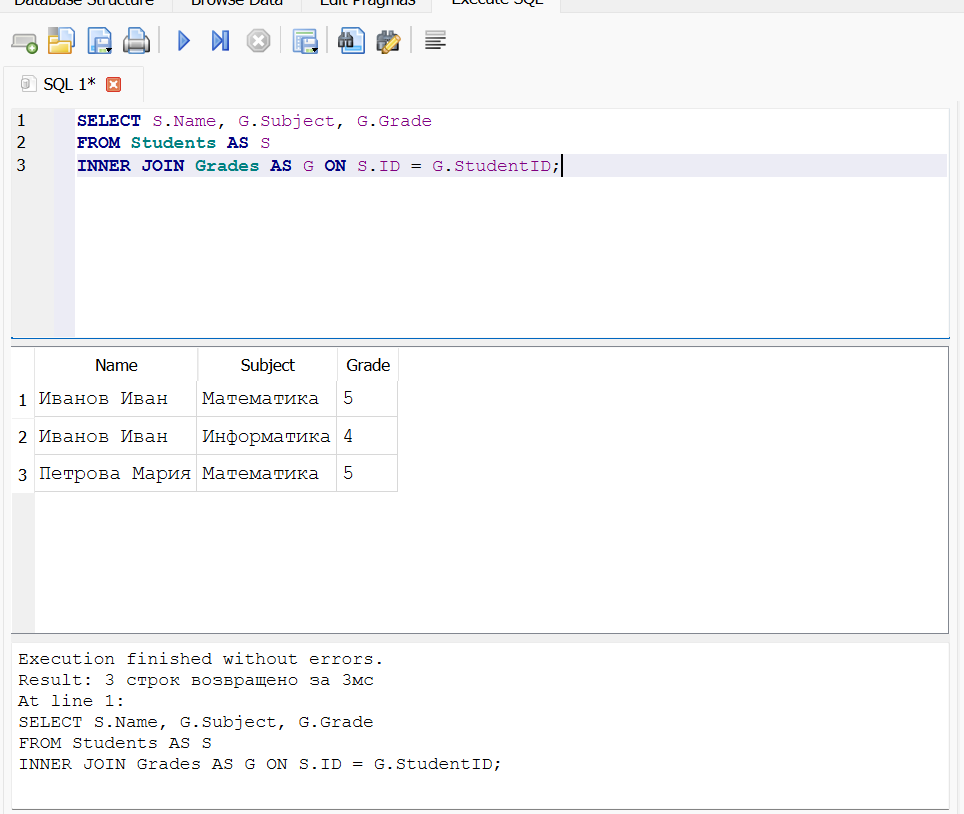 Database Structure Browse Data Edit Pragmas Execute SQL
SQL 1*
1 SELECT S.Name, G.Subject, G.Grade
2 FROM Students AS S
3 INNER JOIN Grades AS G ON S.ID = G.StudentID;
Name Subject Grade
1 Иванов Иван Математика 5
2 Иванов Иван Информатика 4
3 Петрова Мария Математика 5
Execution finished without errors.
Result: 3 строк возвращено за 3мс
At line 1:
SELECT S.Name, G.Subject, G.Grade
FROM Students AS S
INNER JOIN Grades AS G ON S.ID = G.StudentID;